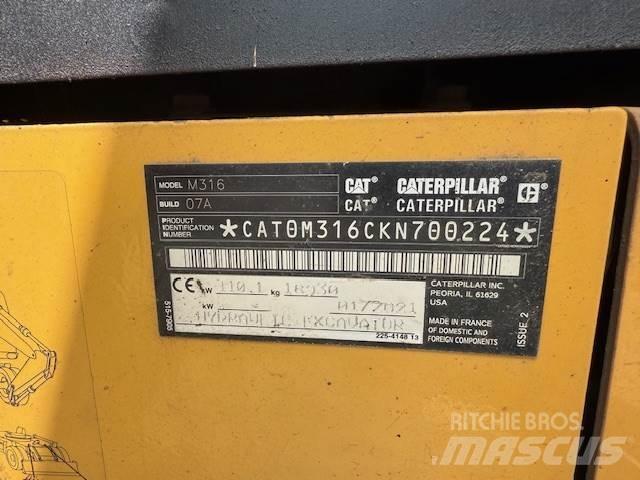 MODEL M316
BUILD 07A
CAT® CATERPILLAR®
CAT® CATERPILLAR®
PRODUCT IDENTIFICATION NUMBER *CAT0M316CKN700224*
CE kW 110.1 kg 18930
kW
HYDRAULIC EXCAVATOR
225-4148 13
515-7905
CATERPILLAR INC.
PEORIA, IL 61629
USA
MADE IN FRANCE
OF DOMESTIC AND
FOREIGN COMPONENTS
ISSUE 2
RITCHIE BROS.
MASCUS